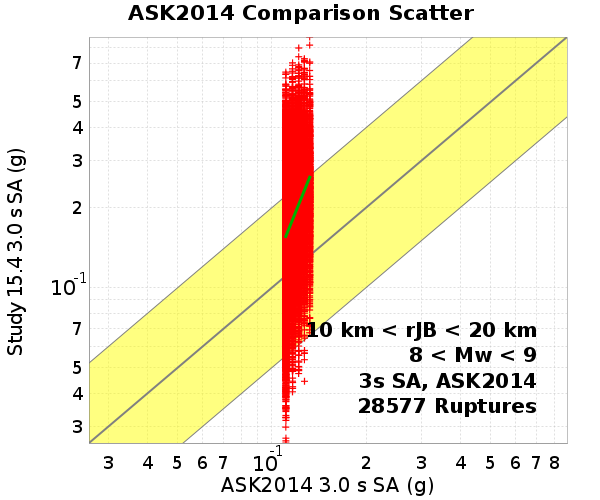 ASK2014 Comparison Scatter
Study 15.4 3.0 s SA (g)
7
5
4
3
2
10-1
7
5
4
3
10 km < rJB < 20 km
8 < Mw < 9
3s SA, ASK2014
28577 Ruptures
3 4 5 6 7 10-1 2 3 4 5 6 7 8
ASK2014 3.0 s SA (g)